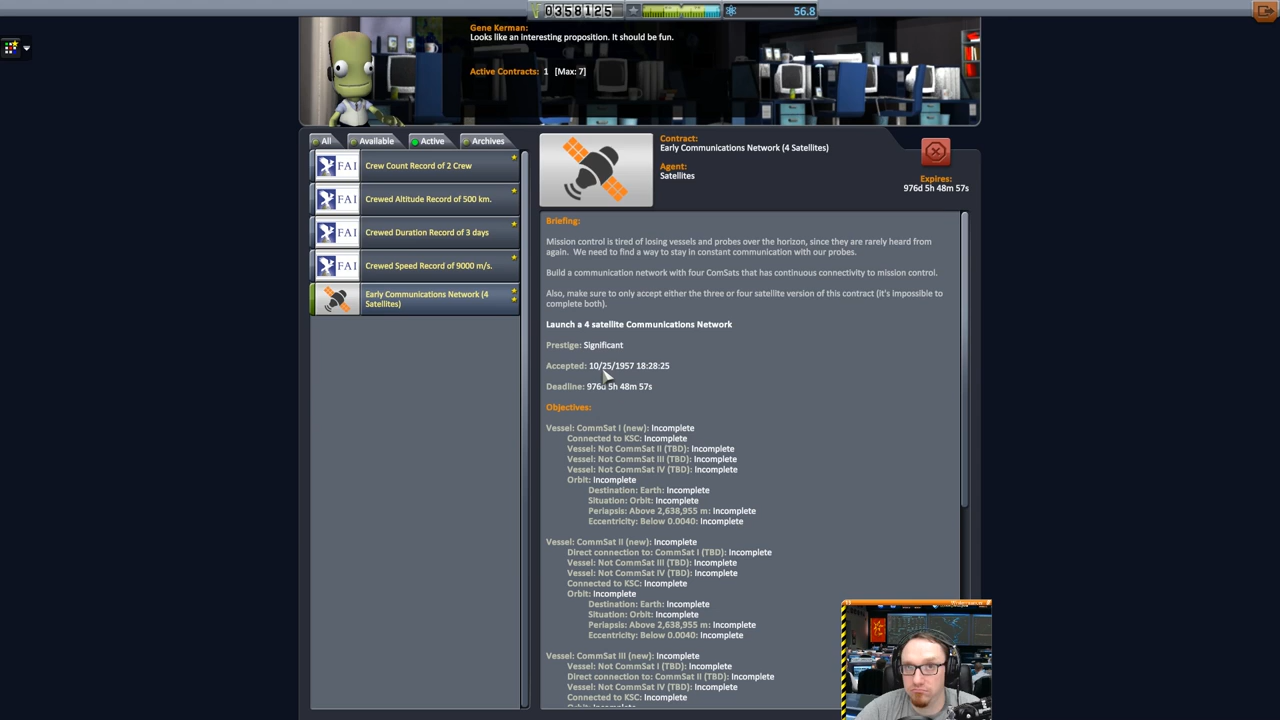 0358125
56.8
Gene Kerman:
Looks like an interesting proposition. It should be fun.
Active Contracts: 1 [Max: 7]
All
Available
Active
Archives
FAI
Crew Count Record of 2 Crew
FAI
Crewed Altitude Record of 500 km.
FAI
Crewed Duration Record of 3 days
FAI
Crewed Speed Record of 9000 m/s.
Early Communications Network (4
Satellites)
Contract:
Early Communications Network (4 Satellites)
Agent:
Satellites
Expires:
976d 5h 48m 57s
Briefing:
Mission control is tired of losing vessels and probes over the horizon, since they are rarely heard from
again. We need to find a way to stay in constant communication with our probes.
Build a communication network with four ComSats that has continuous connectivity to mission control.
Also, make sure to only accept either the three or four satellite version of this contract (it's impossible to
complete both).
Launch a 4 satellite Communications Network
Prestige: Significant
Accepted: 10/25/1957 18:28:25
Deadline: 976d 5h 48m 57s
Objectives:
Vessel: CommSat I (new): Incomplete
Connected to KSC: Incomplete
Vessel: Not CommSat II (TBD): Incomplete
Vessel: Not CommSat III (TBD): Incomplete
Vessel: Not CommSat IV (TBD): Incomplete
Orbit: Incomplete
Destination: Earth: Incomplete
Situation: Orbit: Incomplete
Periapsis: Above 2,638,955 m: Incomplete
Eccentricity: Below 0.0040: Incomplete
Vessel: CommSat II (new): Incomplete
Direct connection to: CommSat I (TBD): Incomplete
Vessel: Not CommSat III (TBD): Incomplete
Vessel: Not CommSat IV (TBD): Incomplete
Connected to KSC: Incomplete
Orbit: Incomplete
Destination: Earth: Incomplete
Situation: Orbit: Incomplete
Periapsis: Above 2,638,955 m: Incomplete
Eccentricity: Below 0.0040: Incomplete
Vessel: CommSat III (new): Incomplete
Vessel: Not CommSat I (TBD): Incomplete
Direct connection to: CommSat II (TBD): Incomplete
Vessel: Not CommSat IV (TBD): Incomplete
Connected to KSC: Incomplete